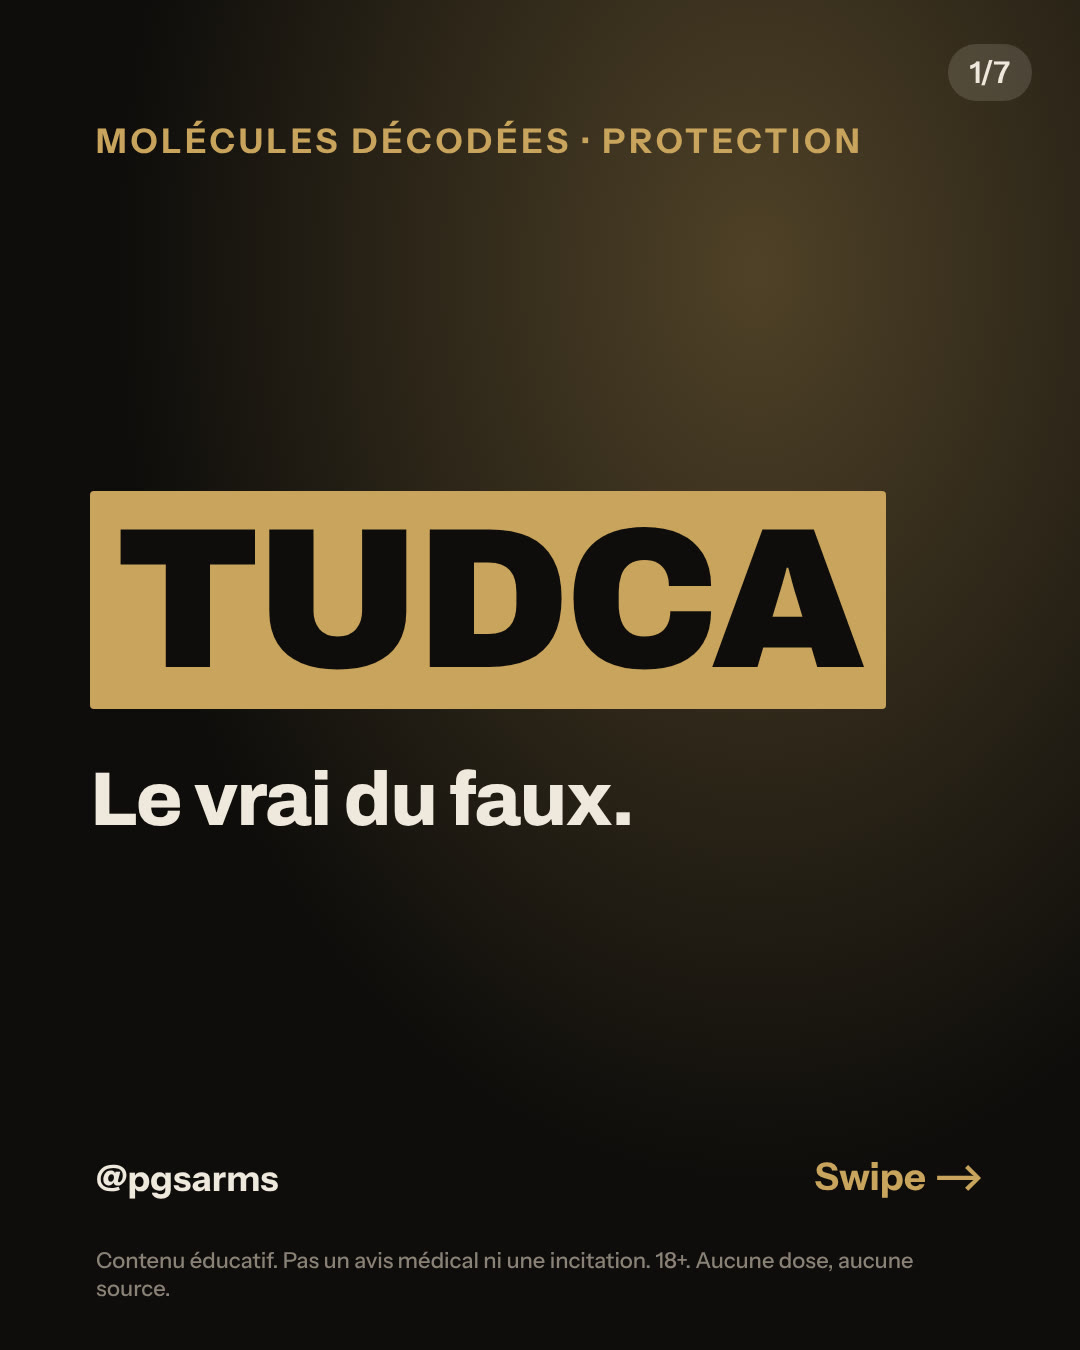 1/7
MOLÉCULES DÉCODÉES · PROTECTION
TUDCA
Le vrai du faux.
@pgsarms
Swipe →
Contenu éducatif. Pas un avis médical ni une incitation. 18+. Aucune dose, aucune
source.